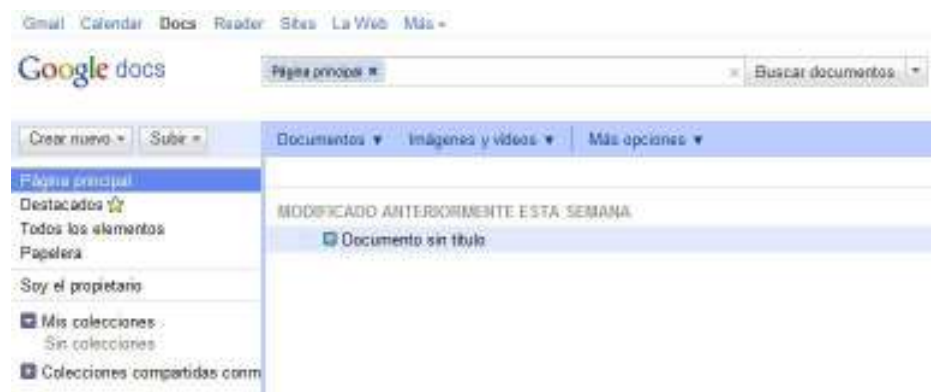 Gmail Calendar Docs Reader Sites La Web Más
Google docs
Página principal
Buscar documentos
Crear nuevo Subir
Documentos Imágenes y vídeos Más opciones
Página principal
Destacados
Todos los elementos
Papelera
Soy el propietario
Mis colecciones
Sin colecciones
Colecciones compartidas conm
MODIFICADO ANTERIORMENTE ESTA SEMANA
Documento sin título